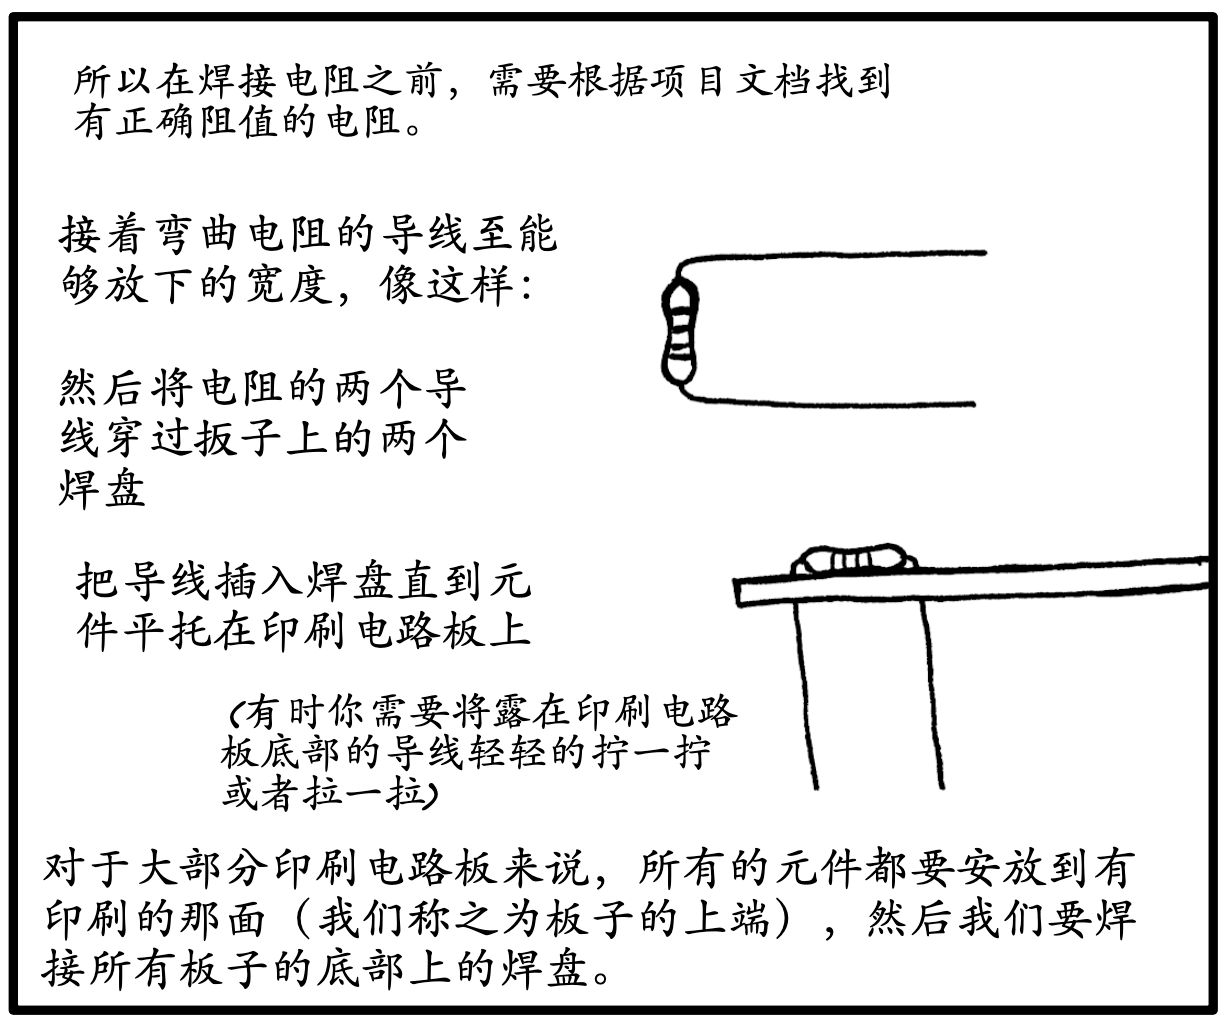 所以在焊接电阻之前，需要根据项目文档找到
有正确阻值的电阻。
接着弯曲电阻的导线至能
够放下的宽度，像这样：
然后将电阻的两个导
线穿过扳子上的两个
焊盘
把导线插入焊盘直到元
件平托在印刷电路板上
（有时你需要将露在印刷电路
板底部的导线轻轻的拧一拧
或者拉一拉）
对于大部分印刷电路板来说，所有的元件都要安放到有
印刷的那面（我们称之为板子的上端），然后我们要焊
接所有板子的底部上的焊盘。